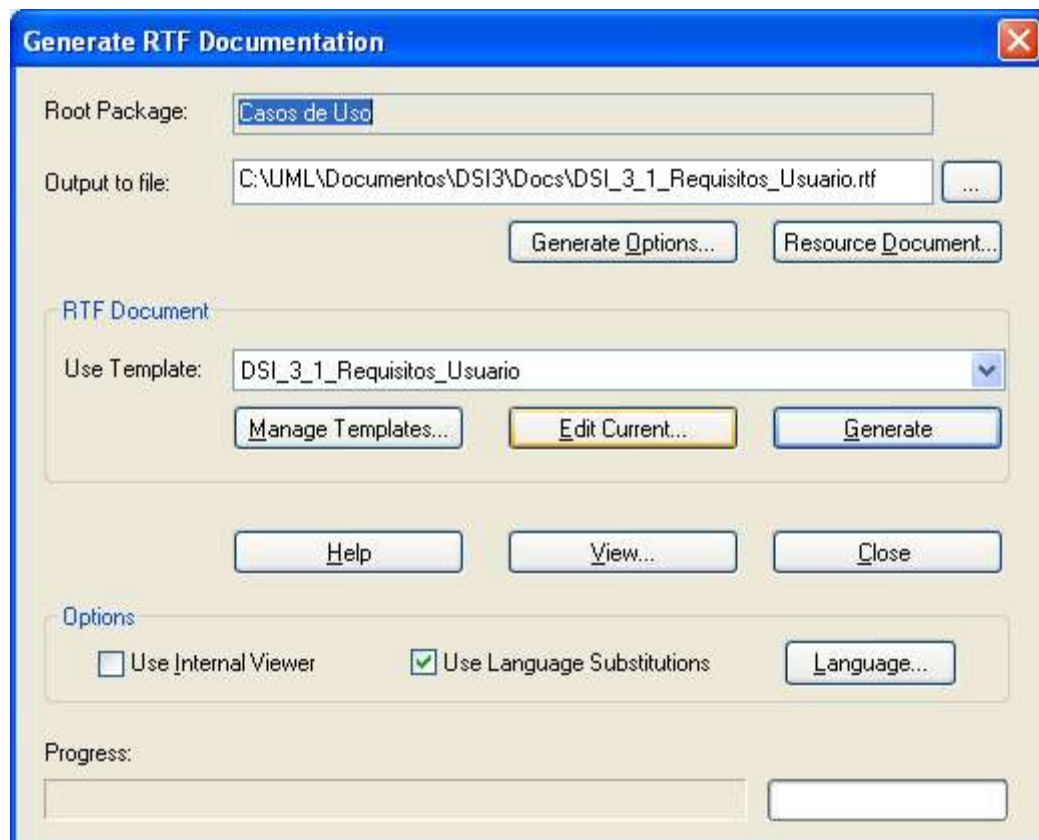 Generate RTF Documentation
Root Package: Casos de Uso
Output to file: C:\UML\Documentos\DSI3\Docs\DSI_3_1_Requisitos_Usuario.rtf ...
Generate Options... Resource Document...
RTF Document
Use Template: DSI_3_1_Requisitos_Usuario
Manage Templates... Edit Current... Generate
Help View... Close
Options
Use Internal Viewer Use Language Substitutions Language...
Progress: